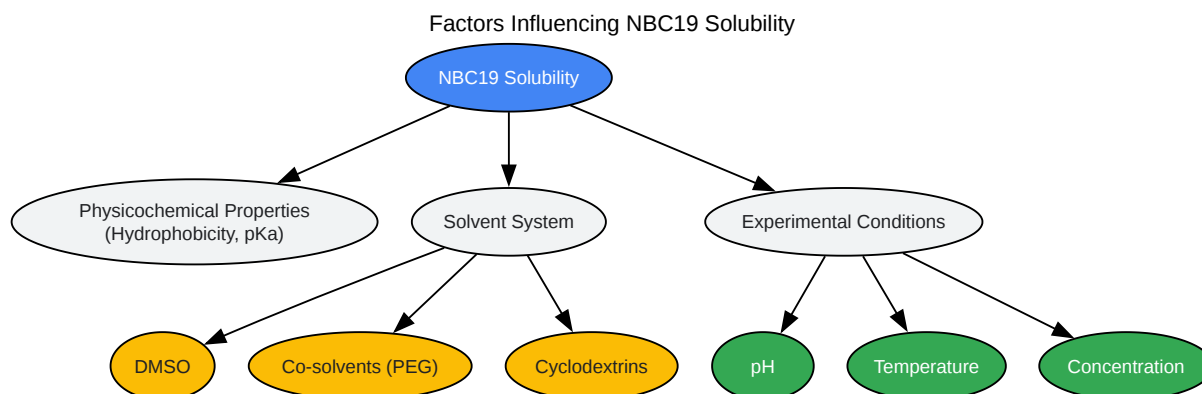 Factors Influencing NBC19 Solubility
NBC19 Solubility
Physicochemical Properties
(Hydrophobicity, pKa)
Solvent System
Experimental Conditions
DMSO
Co-solvents (PEG)
Cyclodextrins
pH
Temperature
Concentration